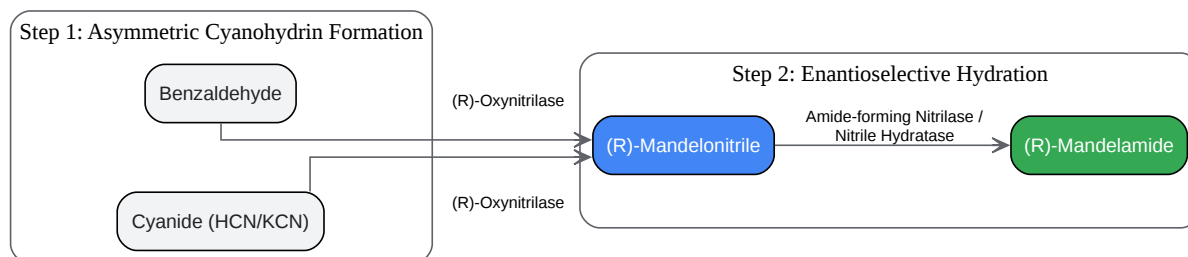 Step 1: Asymmetric Cyanohydrin Formation
Benzaldehyde
Cyanide (HCN/KCN)
(R)-Oxynitrilase
(R)-Oxynitrilase
Step 2: Enantioselective Hydration
(R)-Mandelonitrile
Amide-forming Nitrilase /
Nitrile Hydratase
(R)-Mandelamide